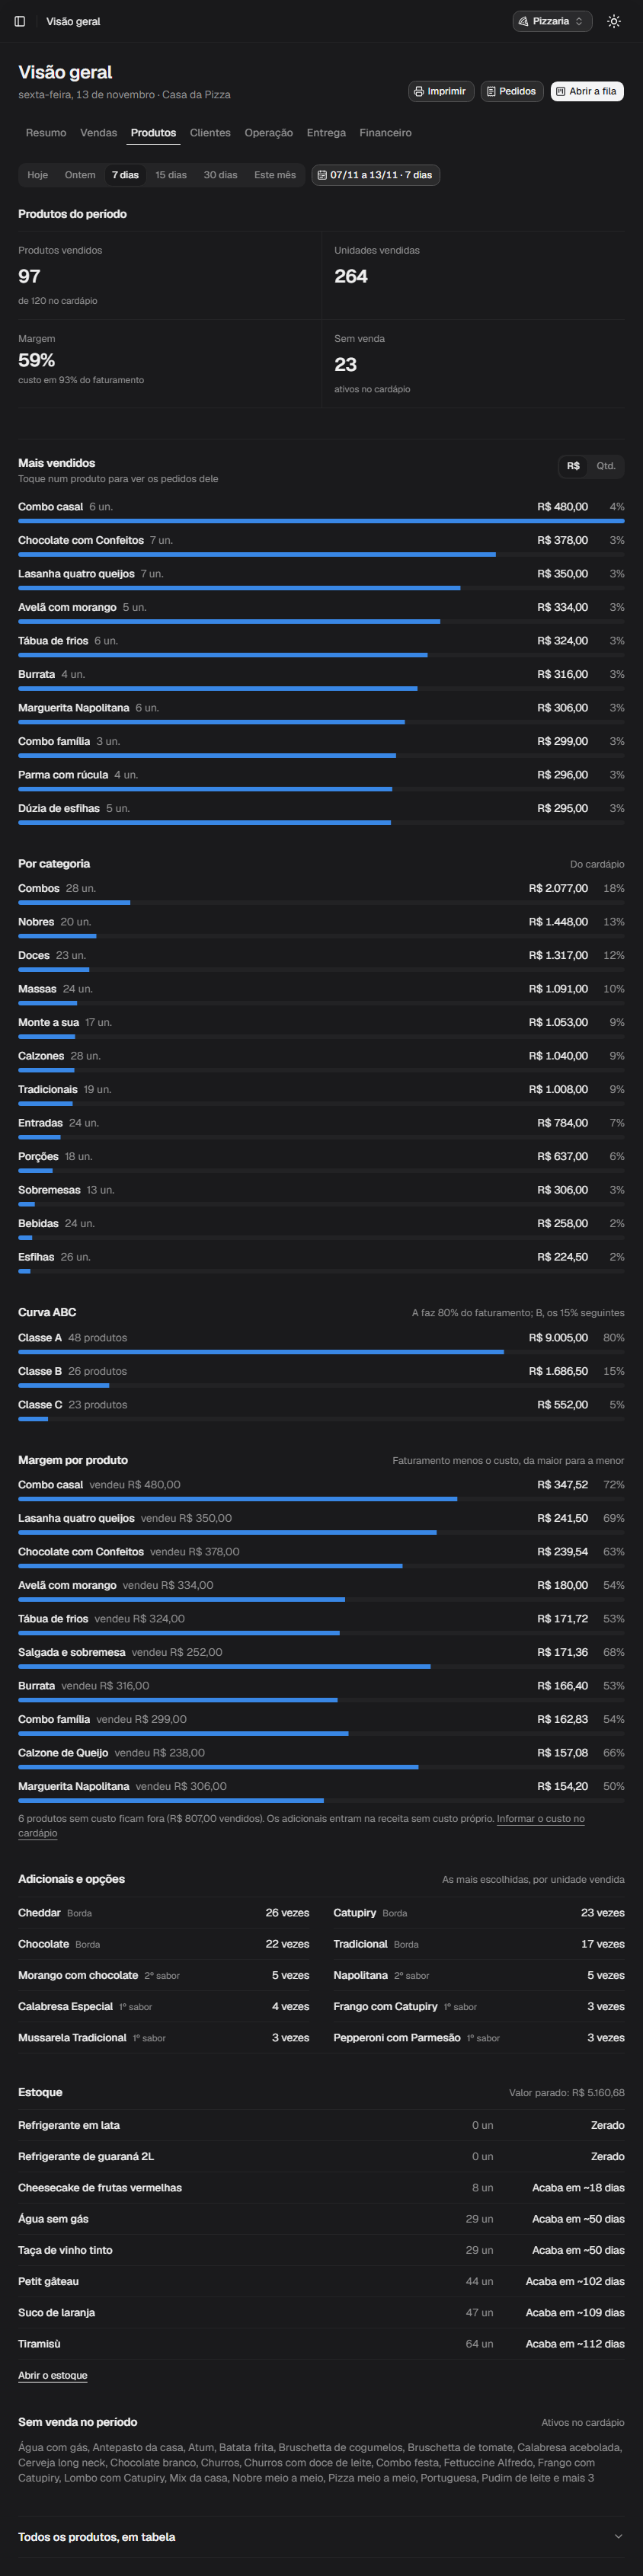 Visão geral
Pizzaria
Visão geral
sexta-feira, 13 de novembro · Casa da Pizza
Imprimir
Pedidos
Abrir a fila
Resumo Vendas Produtos Clientes Operação Entrega Financeiro
Hoje Ontem 7 dias 15 dias 30 dias Este mês 07/11 a 13/11 · 7 dias
Produtos do período
Produtos vendidos
97
de 120 no cardápio
Unidades vendidas
264
Margem
59%
custo em 93% do faturamento
Sem venda
23
ativos no cardápio
Mais vendidos
Toque num produto para ver os pedidos dele
R$ Qtd.
Combo casal 6 un. R$ 480,00 4%
Chocolate com Confeitos 7 un. R$ 378,00 3%
Lasanha quatro queijos 7 un. R$ 350,00 3%
Avelã com morango 5 un. R$ 334,00 3%
Tábua de frios 6 un. R$ 324,00 3%
Burrata 4 un. R$ 316,00 3%
Marguerita Napolitana 6 un. R$ 306,00 3%
Combo família 3 un. R$ 299,00 3%
Parma com rúcula 4 un. R$ 296,00 3%
Dúzia de esfihas 5 un. R$ 295,00 3%
Por categoria Do cardápio
Combos 28 un. R$ 2.077,00 18%
Nobres 20 un. R$ 1.448,00 13%
Doces 23 un. R$ 1.317,00 12%
Massas 24 un. R$ 1.091,00 10%
Monte a sua 17 un. R$ 1.053,00 9%
Calzones 28 un. R$ 1.040,00 9%
Tradicionais 19 un. R$ 1.008,00 9%
Entradas 24 un. R$ 784,00 7%
Porções 18 un. R$ 637,00 6%
Sobremesas 13 un. R$ 306,00 3%
Bebidas 24 un. R$ 258,00 2%
Esfihas 26 un. R$ 224,50 2%
Curva ABC A faz 80% do faturamento; B, os 15% seguintes
Classe A 48 produtos R$ 9.005,00 80%
Classe B 26 produtos R$ 1.686,50 15%
Classe C 23 produtos R$ 552,00 5%
Margem por produto Faturamento menos o custo, da maior para a menor
Combo casal vendeu R$ 480,00 R$ 347,52 72%
Lasanha quatro queijos vendeu R$ 350,00 R$ 241,50 69%
Chocolate com Confeitos vendeu R$ 378,00 R$ 239,54 63%
Avelã com morango vendeu R$ 334,00 R$ 180,00 54%
Tábua de frios vendeu R$ 324,00 R$ 171,72 53%
Salgada e sobremesa vendeu R$ 252,00 R$ 171,36 68%
Burrata vendeu R$ 316,00 R$ 166,40 53%
Combo família vendeu R$ 299,00 R$ 162,83 54%
Calzone de Queijo vendeu R$ 238,00 R$ 157,08 66%
Marguerita Napolitana vendeu R$ 306,00 R$ 154,20 50%
6 produtos sem custo ficam fora (R$ 807,00 vendidos). Os adicionais entram na receita sem custo próprio. Informar o custo no
cardápio
Adicionais e opções As mais escolhidas, por unidade vendida
Cheddar Borda 26 vezes Catupiry Borda 23 vezes
Chocolate Borda 22 vezes Tradicional Borda 17 vezes
Morango com chocolate 2º sabor 5 vezes Napolitana 2º sabor 5 vezes
Calabresa Especial 1º sabor 4 vezes Frango com Catupiry 1º sabor 3 vezes
Mussarela Tradicional 1º sabor 3 vezes Pepperoni com Parmesão 1º sabor 3 vezes
Estoque Valor parado: R$ 5.160,68
Refrigerante em lata 0 un Zerado
Refrigerante de guaraná 2L 0 un Zerado
Cheesecake de frutas vermelhas 8 un Acaba em ~18 dias
Água sem gás 29 un Acaba em ~50 dias
Taça de vinho tinto 29 un Acaba em ~50 dias
Petit gâteau 44 un Acaba em ~102 dias
Suco de laranja 47 un Acaba em ~109 dias
Tiramisù 64 un Acaba em ~112 dias
Abrir o estoque
Sem venda no período Ativos no cardápio
Água com gás, Antepasto da casa, Atum, Batata frita, Bruschetta de cogumelos, Bruschetta de tomate, Calabresa acebolada,
Cerveja long neck, Chocolate branco, Churros, Churros com doce de leite, Combo festa, Fettuccine Alfredo, Frango com
Catupiry, Lombo com Catupiry, Mix da casa, Nobre meio a meio, Pizza meio a meio, Portuguesa, Pudim de leite e mais 3
Todos os produtos, em tabela